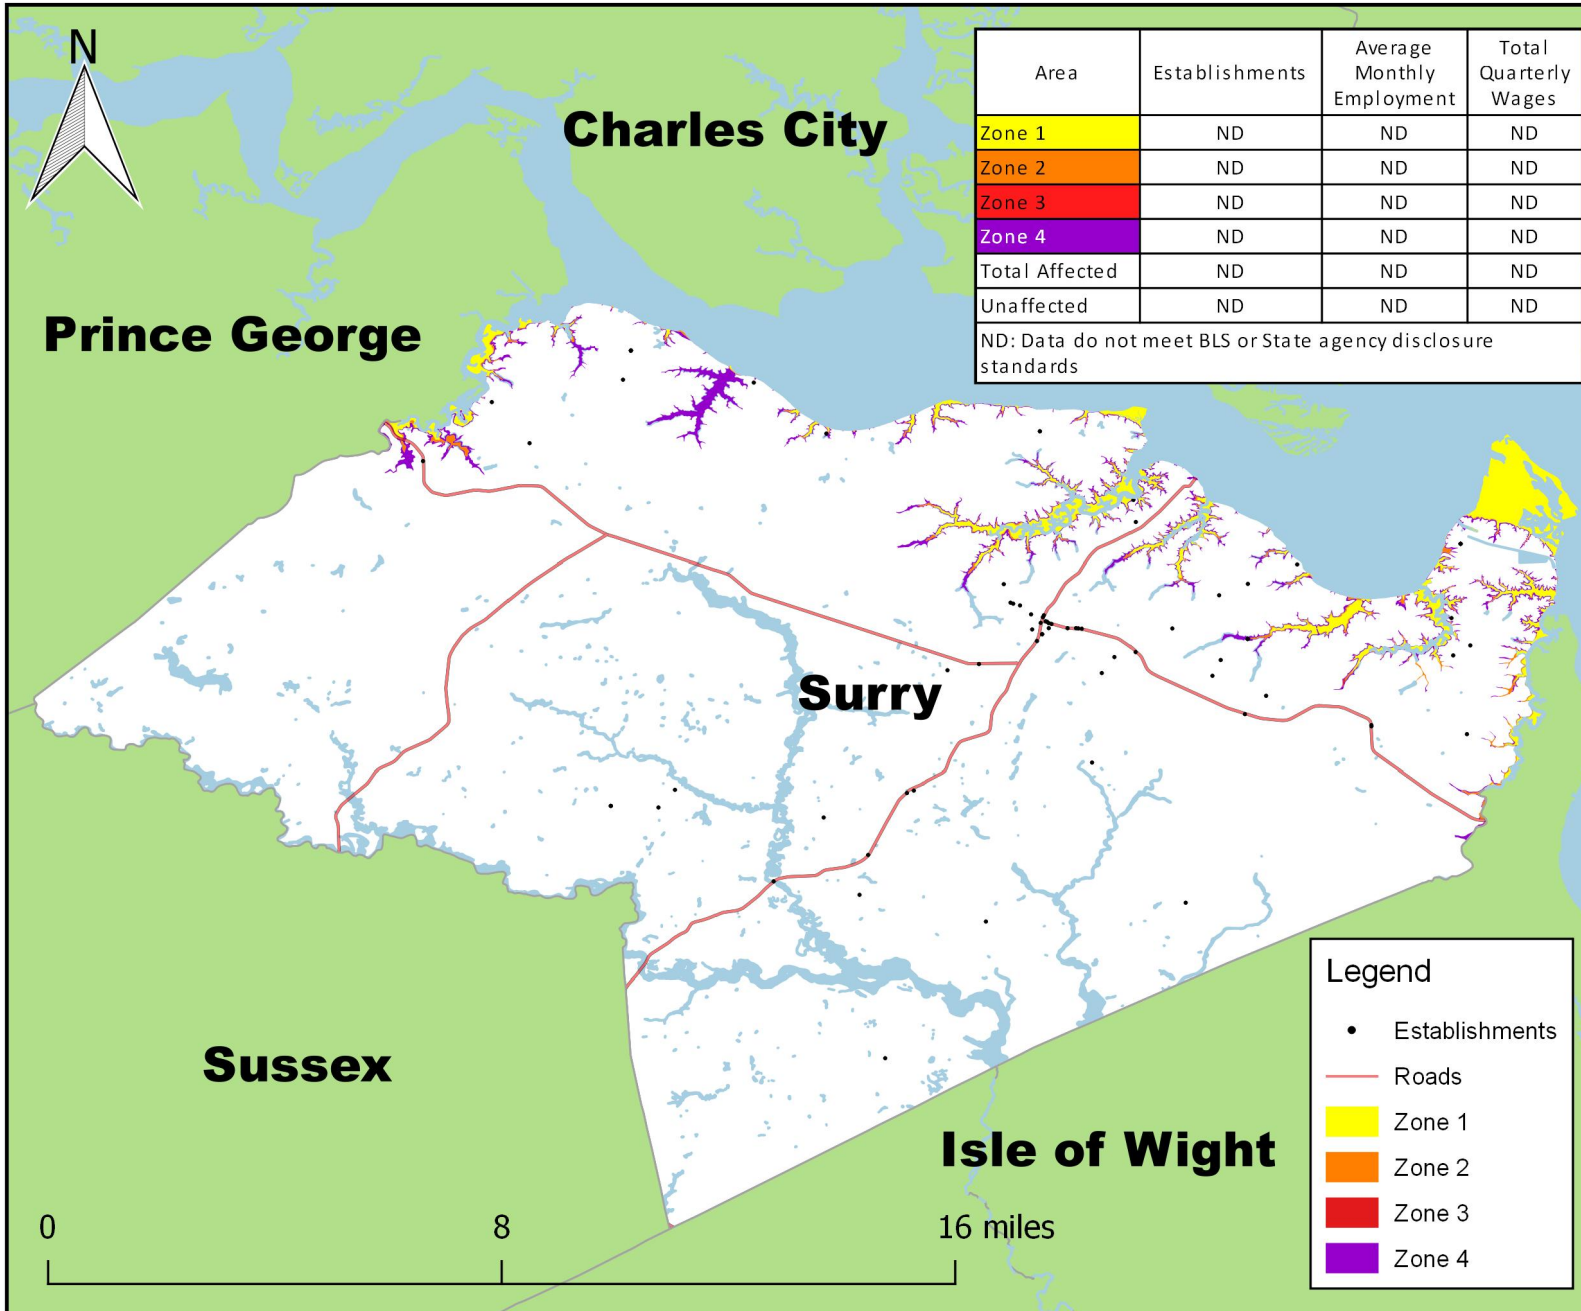 N
Charles City
Prince George
Surry
Sussex
Isle of Wight
Area Establishments Average Monthly Employment Total Quarterly Wages
Zone 1 ND ND ND
Zone 2 ND ND ND
Zone 3 ND ND ND
Zone 4 ND ND ND
Total Affected ND ND ND
Unaffected ND ND ND
ND: Data do not meet BLS or State agency disclosure
standards
Legend
Establishments
Roads
Zone 1
Zone 2
Zone 3
Zone 4
0 8 16 miles